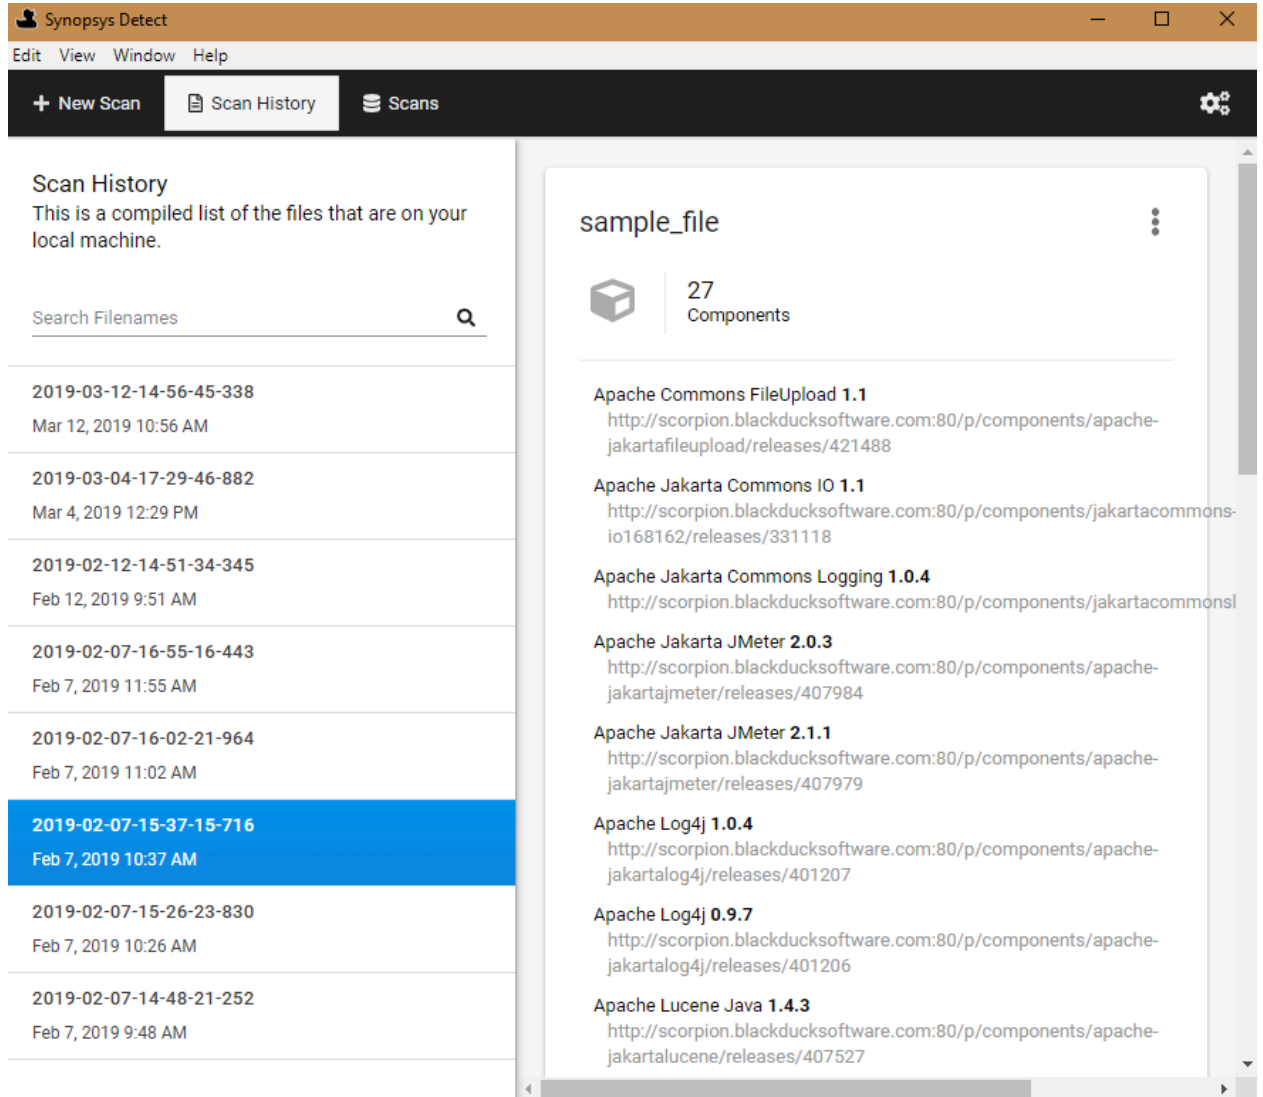 Synopsys Detect
Edit View Window Help
New Scan
Scan History
Scans
Scan History
This is a compiled list of the files that are on your
local machine.
Search Filenames
2019-03-12-14-56-45-338
Mar 12, 2019 10:56 AM
2019-03-04-17-29-46-882
Mar 4, 2019 12:29 PM
2019-02-12-14-51-34-345
Feb 12, 2019 9:51 AM
2019-02-07-16-55-16-443
Feb 7, 2019 11:55 AM
2019-02-07-16-02-21-964
Feb 7, 2019 11:02 AM
2019-02-07-15-37-15-716
Feb 7, 2019 10:37 AM
2019-02-07-15-26-23-830
Feb 7, 2019 10:26 AM
2019-02-07-14-48-21-252
Feb 7, 2019 9:48 AM
sample_file
27
Components
Apache Commons FileUpload 1.1
http://scorpion.blackducksoftware.com:80/p/components/apache-
jakartafileupload/releases/421488
Apache Jakarta Commons IO 1.1
http://scorpion.blackducksoftware.com:80/p/components/jakartacommons-
io168162/releases/331118
Apache Jakarta Commons Logging 1.0.4
http://scorpion.blackducksoftware.com:80/p/components/jakartacommonsl
Apache Jakarta JMeter 2.0.3
http://scorpion.blackducksoftware.com:80/p/components/apache-
jakartajmeter/releases/407984
Apache Jakarta JMeter 2.1.1
http://scorpion.blackducksoftware.com:80/p/components/apache-
jakartajmeter/releases/407979
Apache Log4j 1.0.4
http://scorpion.blackducksoftware.com:80/p/components/apache-
jakartalog4j/releases/401207
Apache Log4j 0.9.7
http://scorpion.blackducksoftware.com:80/p/components/apache-
jakartalog4j/releases/401206
Apache Lucene Java 1.4.3
http://scorpion.blackducksoftware.com:80/p/components/apache-
jakartalucene/releases/407527